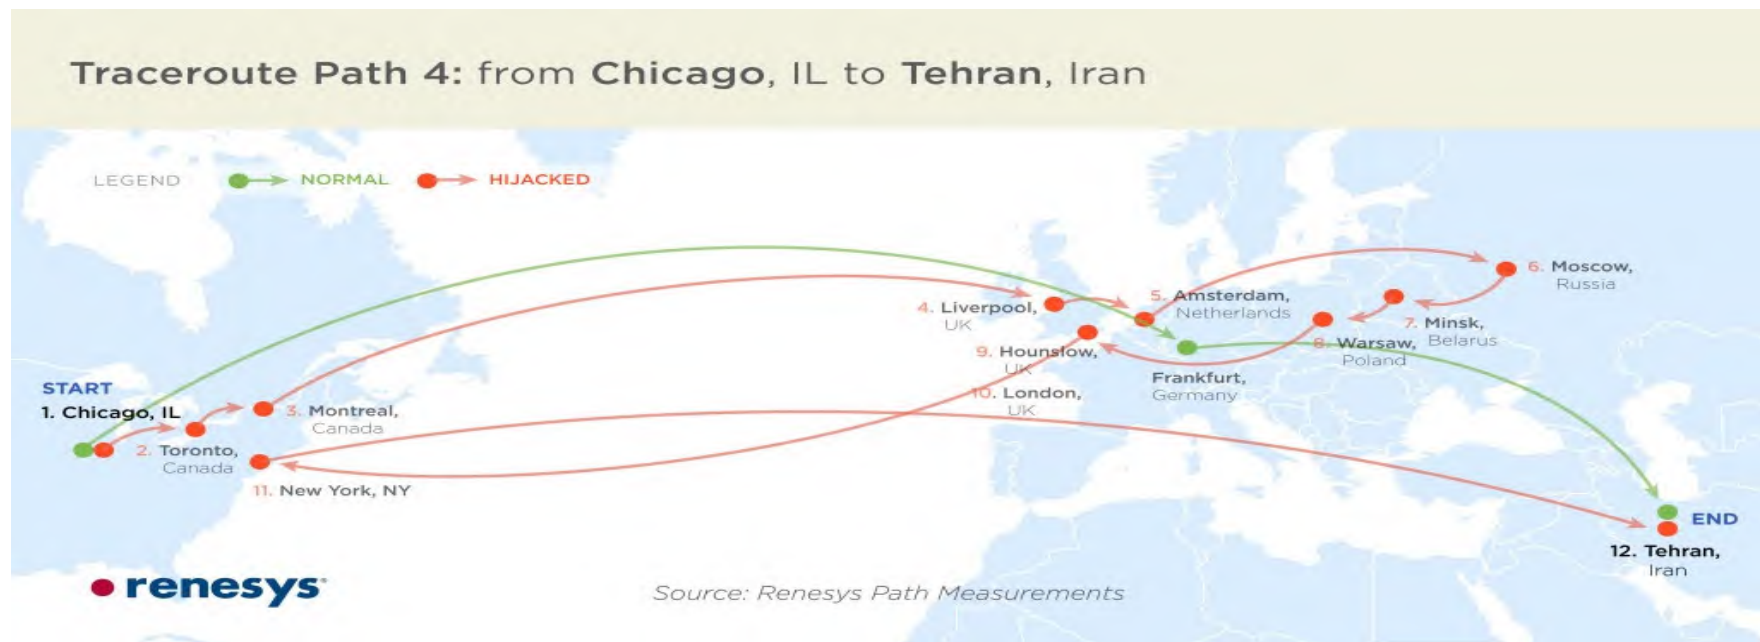 Traceroute Path 4: from Chicago, IL to Tehran, Iran
LEGEND
NORMAL
HIJACKED
START
1. Chicago, IL
2. Toronto,
Canada
3. Montreal,
Canada
4. Liverpool,
UK
5. Amsterdam,
Netherlands
6. Moscow,
Russia
7. Minsk,
Belarus
8. Warsaw,
Poland
9. Hounslow,
UK
10. London,
UK
Frankfurt,
Germany
11. New York, NY
END
12. Tehran,
Iran
renesys
Source: Renesys Path Measurements